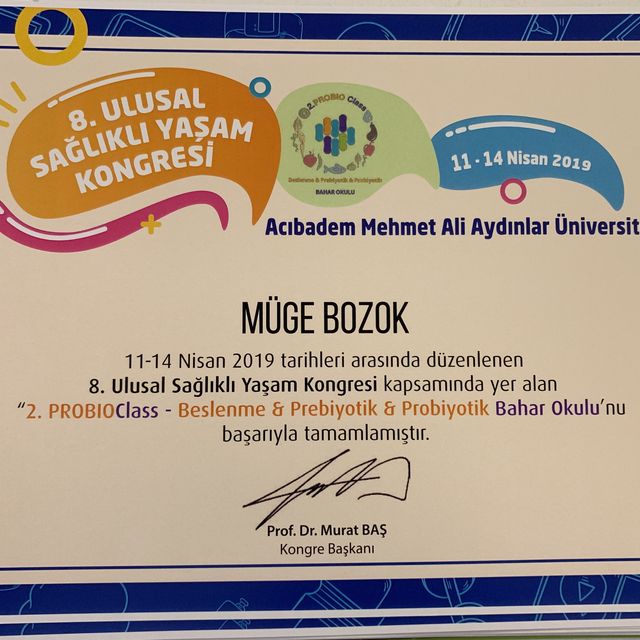 8. ULUSAL
SAĞLIKLI YAŞAM
KONGRESİ
2.PROBIO Class
Beslenme & Prebiyotik & Probiyotik
BAHAR OKULU
11 - 14 Nisan 2019
Acıbadem Mehmet Ali Aydınlar Üniversit
MÜGE BOZOK
11-14 Nisan 2019 tarihleri arasında düzenlenen
8. Ulusal Sağlıklı Yaşam Kongresi kapsamında yer alan
“2. PROBIOClass - Beslenme & Prebiyotik & Probiyotik Bahar Okulu’nu
başarıyla tamamlamıştır.
Prof. Dr. Murat BAŞ
Kongre Başkanı